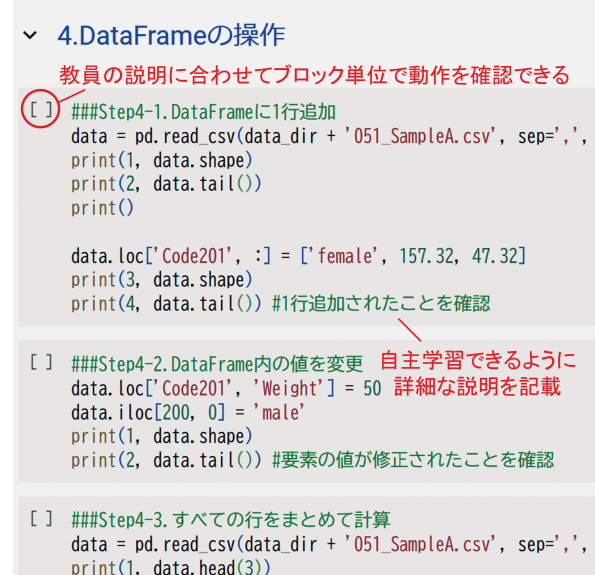 4.DataFrameの操作
教員の説明に合わせてブロック単位で動作を確認できる
[ ] ###Step4-1.DataFrameに1行追加
data = pd.read_csv(data_dir + '051_SampleA.csv', sep=',',
print(1, data.shape)
print(2, data.tail())
print()
data.loc['Code201', :] = ['female', 157.32, 47.32]
print(3, data.shape)
print(4, data.tail()) #1行追加されたことを確認
自主学習できるように
詳細な説明を記載
[ ] ###Step4-2.DataFrame内の値を変更
data.loc['Code201', 'Weight'] = 50
data.iloc[200, 0] = 'male'
print(1, data.shape)
print(2, data.tail()) #要素の値が修正されたことを確認
[ ] ###Step4-3.すべての行をまとめて計算
data = pd.read_csv(data_dir + '051_SampleA.csv', sep=',',
print(1, data.head(3))